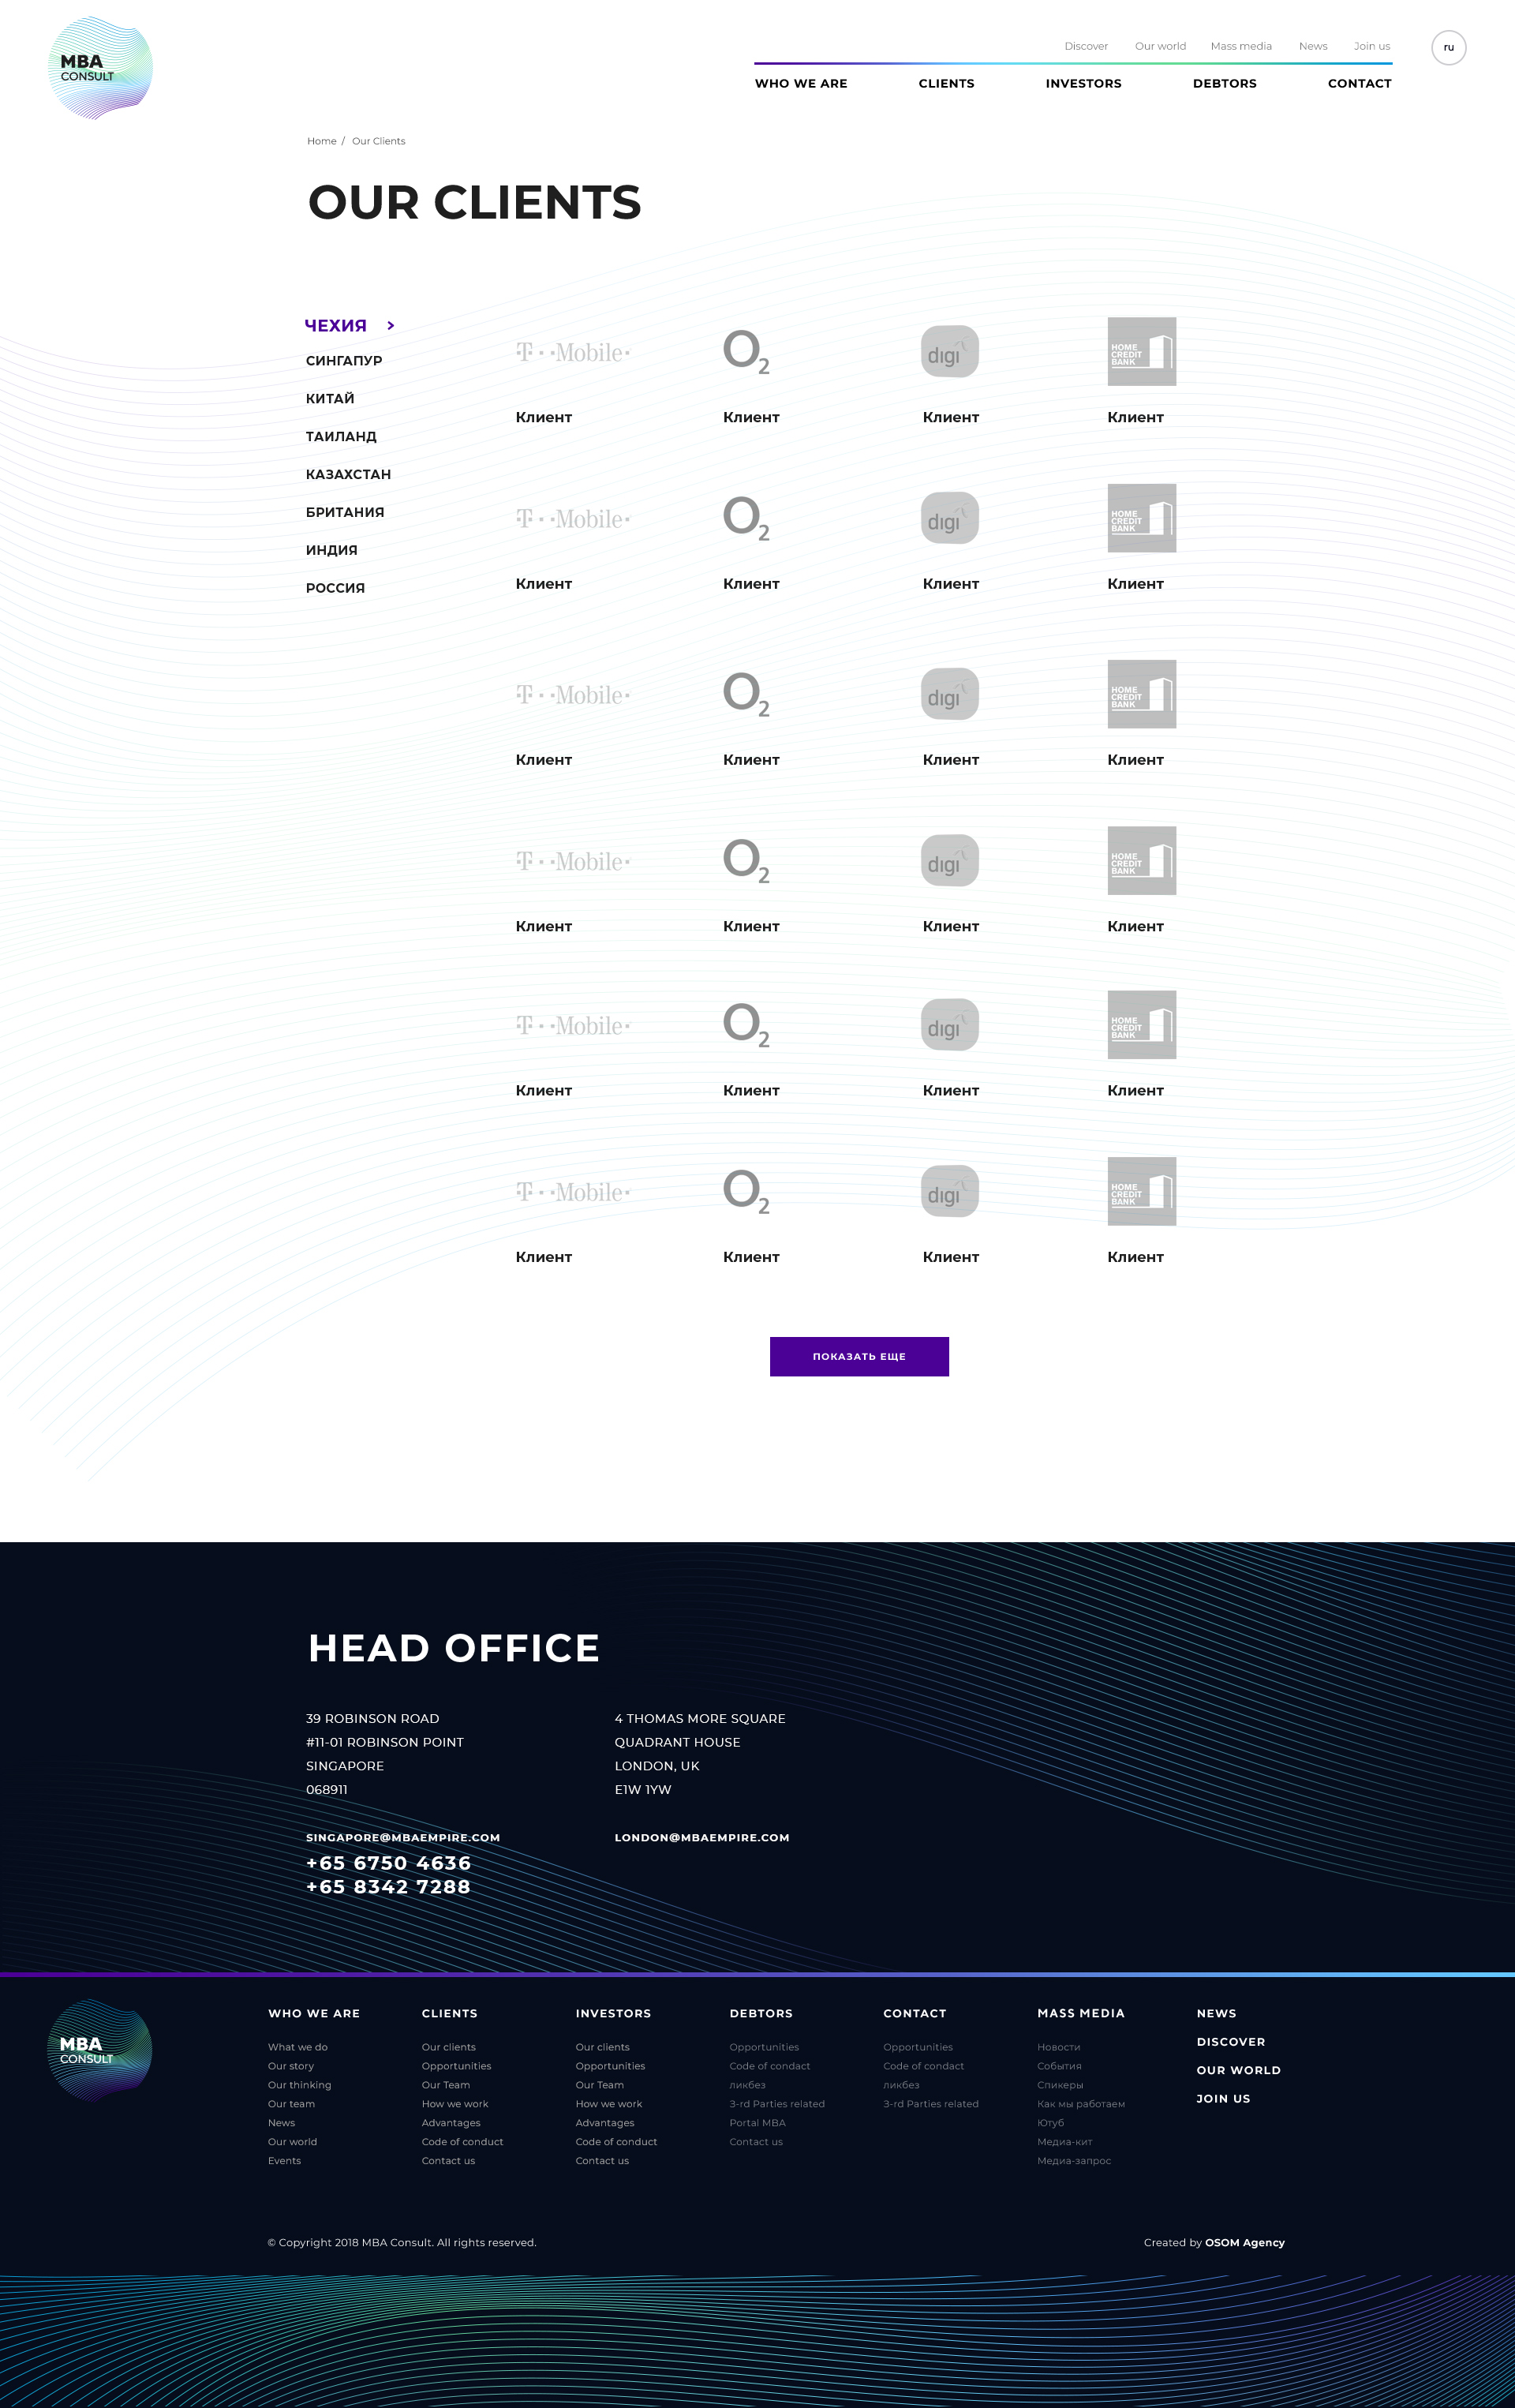 MBA
CONSULT
Discover Our world Mass media News Join us
ru
WHO WE ARE CLIENTS INVESTORS DEBTORS CONTACT
Home / Our Clients
OUR CLIENTS
ЧЕХИЯ >
СИНГАПУР
КИТАЙ
ТАИЛАНД
КАЗАХСТАН
БРИТАНИЯ
ИНДИЯ
РОССИЯ
T··Mobile· O2 digi HOME CREDIT BANK
Клиент Клиент Клиент Клиент
T··Mobile· O2 digi HOME CREDIT BANK
Клиент Клиент Клиент Клиент
T··Mobile· O2 digi HOME CREDIT BANK
Клиент Клиент Клиент Клиент
T··Mobile· O2 digi HOME CREDIT BANK
Клиент Клиент Клиент Клиент
T··Mobile· O2 digi HOME CREDIT BANK
Клиент Клиент Клиент Клиент
T··Mobile· O2 digi HOME CREDIT BANK
Клиент Клиент Клиент Клиент
ПОКАЗАТЬ ЕЩЕ
HEAD OFFICE
39 ROBINSON ROAD
#11-01 ROBINSON POINT
SINGAPORE
068911
SINGAPORE@MBAEMPIRE.COM
+65 6750 4636
+65 8342 7288
4 THOMAS MORE SQUARE
QUADRANT HOUSE
LONDON, UK
E1W 1YW
LONDON@MBAEMPIRE.COM
MBA
CONSULT
WHO WE ARE
What we do
Our story
Our thinking
Our team
News
Our world
Events
CLIENTS
Our clients
Opportunities
Our Team
How we work
Advantages
Code of conduct
Contact us
INVESTORS
Our clients
Opportunities
Our Team
How we work
Advantages
Code of conduct
Contact us
DEBTORS
Opportunities
Code of condact
ликбез
3-rd Parties related
Portal MBA
Contact us
CONTACT
Opportunities
Code of condact
ликбез
3-rd Parties related
MASS MEDIA
Новости
События
Спикеры
Как мы работаем
Ютуб
Медиа-кит
Медиа-запрос
NEWS
DISCOVER
OUR WORLD
JOIN US
© Copyright 2018 MBA Consult. All rights reserved.
Created by OSOM Agency